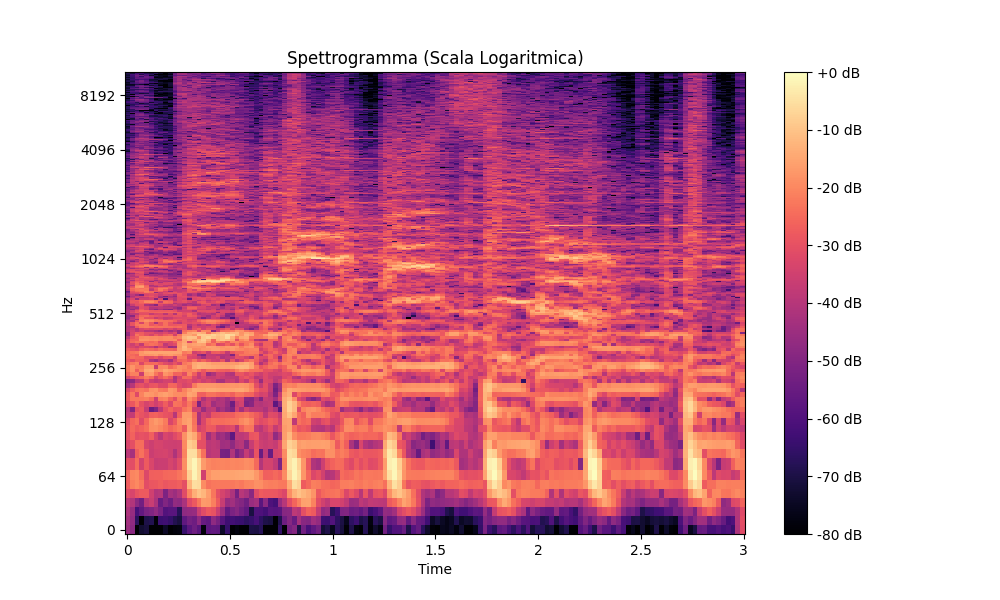 Spettrogramma (Scala Logaritmica)
Hz
8192
4096
2048
1024
512
256
128
64
0
0
0.5
1
1.5
2
2.5
3
Time
+0 dB
-10 dB
-20 dB
-30 dB
-40 dB
-50 dB
-60 dB
-70 dB
-80 dB